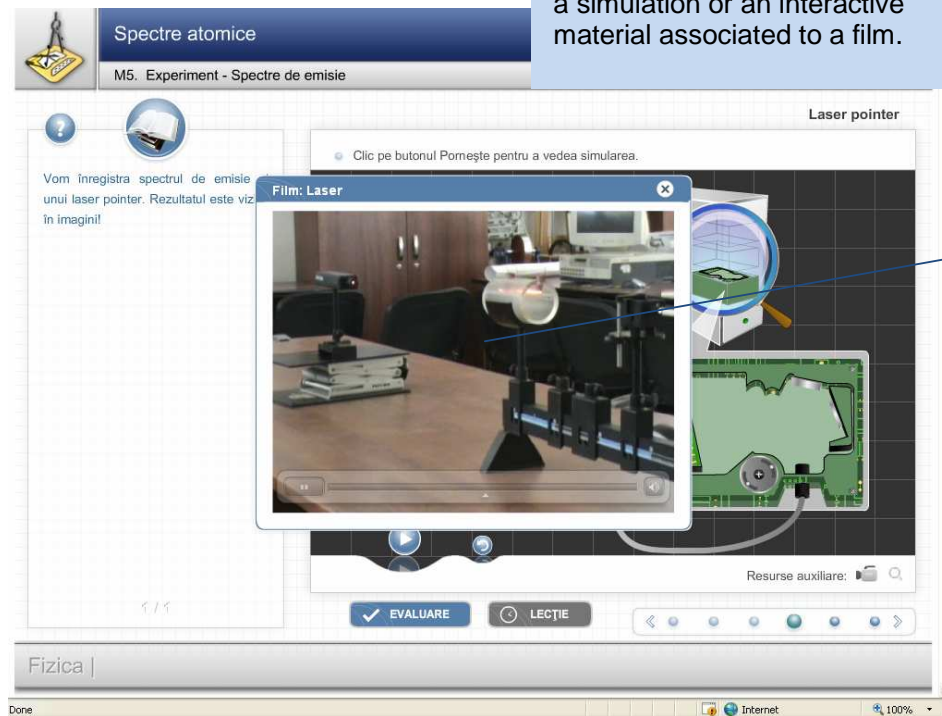 a simulation or an interactive
material associated to a film.
Spectre atomice
M5. Experiment - Spectre de emisie
Laser pointer
Clic pe butonul Pornește pentru a vedea simularea.
Vom înregistra spectrul de emisie
unui laser pointer. Rezultatul este
în imagini!
Film: Laser
Resurse auxiliare:
1 / 1
EVALUARE
LECȚIE
Fizica |
Done
Internet
100%